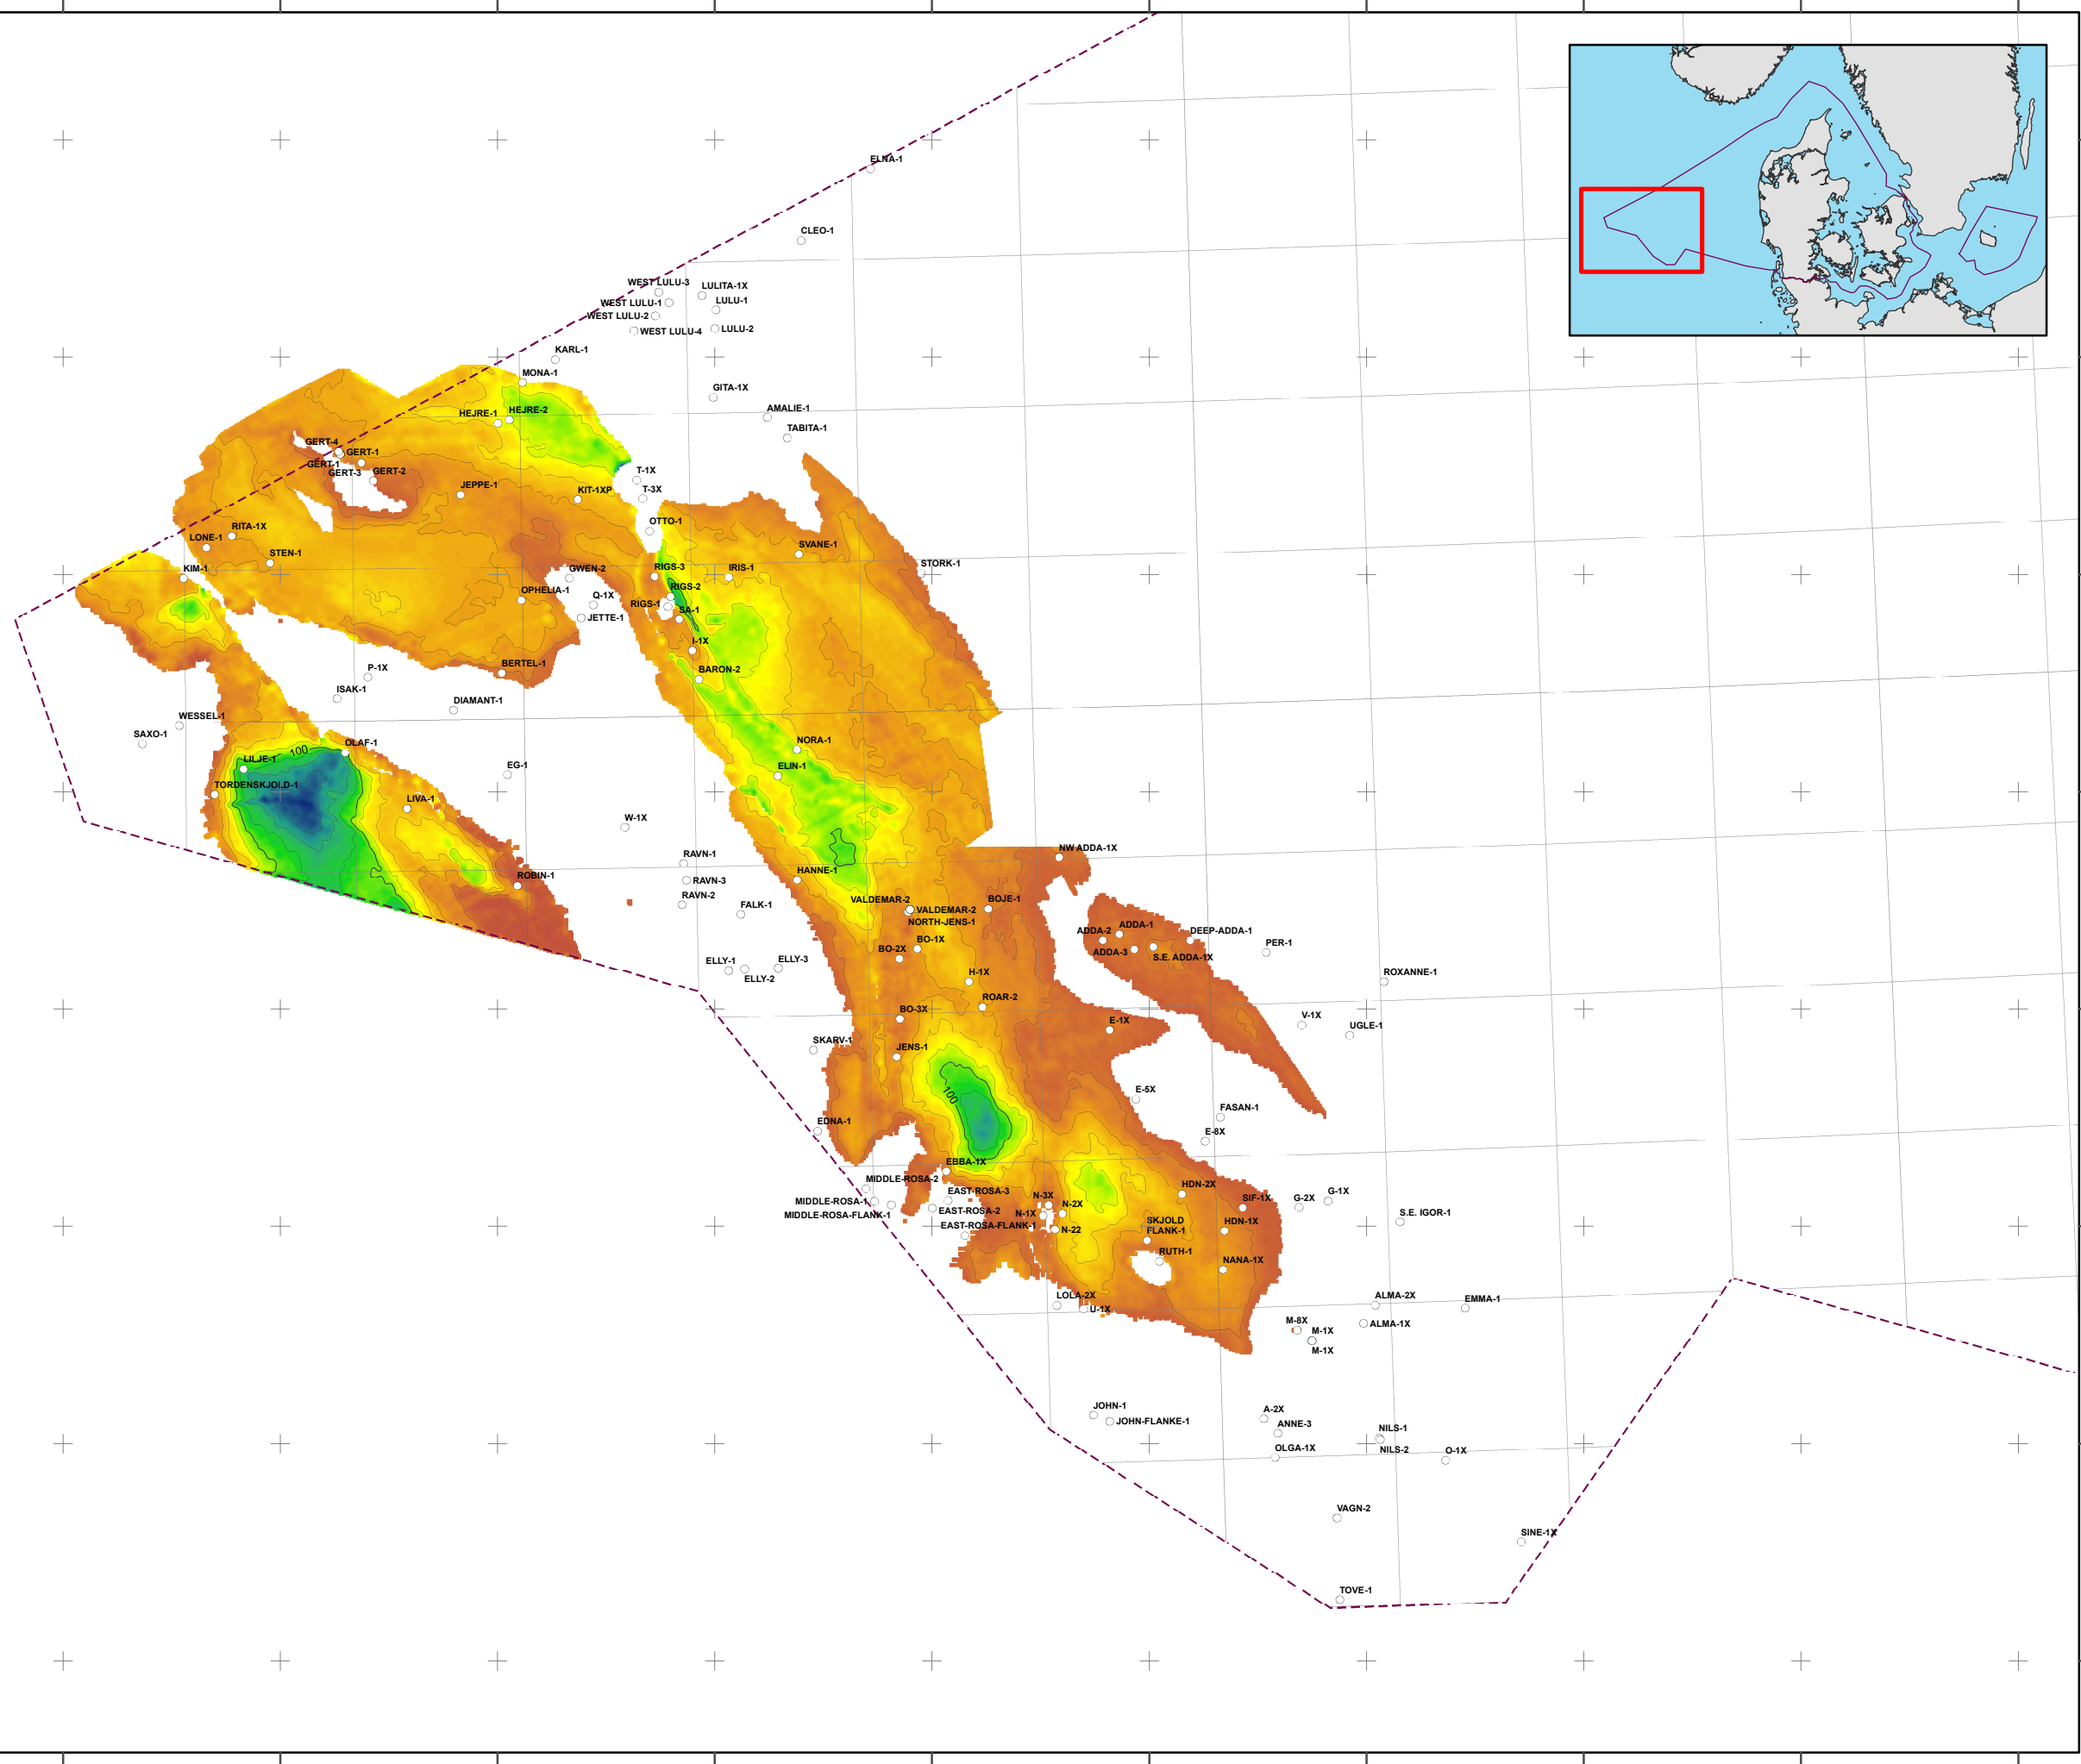 ELNA-1
CLEO-1
WEST LULU-3
LULITA-1X
WEST LULU-1
LULU-1
WEST LULU-2
WEST LULU-4
LULU-2
KARL-1
MONA-1
GITA-1X
AMALIE-1
HEJRE-1
HEJRE-2
TABITA-1
GERT-4
GERT-1
GERT-1
GERT-3
GERT-2
T-1X
JEPPE-1
KIT-1XP
T-3X
OTTO-1
RITA-1X
LONE-1
STEN-1
SVANE-1
KIM-1
GWEN-2
RIGS-3
IRIS-1
STORK-1
OPHELIA-1
Q-1X
RIGS-2
RIGS-1
SA-1
JETTE-1
I-1X
P-1X
BERTEL-1
BARON-2
ISAK-1
DIAMANT-1
WESSEL-1
SAXO-1
OLAF-1
100
NORA-1
LILJE-1
EG-1
ELIN-1
TORDENSKJOLD-1
LIVA-1
W-1X
RAVN-1
NW ADDA-1X
ROBIN-1
RAVN-3
HANNE-1
RAVN-2
FALK-1
VALDEMAR-2
VALDEMAR-2
BOJE-1
NORTH-JENS-1
ADDA-2
ADDA-1
DEEP-ADDA-1
BO-2X
BO-1X
ADDA-3
S.E. ADDA-1X
PER-1
ELLY-1
ELLY-3
ELLY-2
H-1X
ROXANNE-1
ROAR-2
BO-3X
E-1X
V-1X
UGLE-1
SKARV-1
JENS-1
100
E-5X
FASAN-1
EDNA-1
E-8X
EBBA-1X
MIDDLE-ROSA-2
EAST-ROSA-3
HDN-2X
MIDDLE-ROSA-1
N-3X
N-2X
SIF-1X
G-2X
G-1X
MIDDLE-ROSA-FLANK-1
EAST-ROSA-2
N-1X
S.E. IGOR-1
EAST-ROSA-FLANK-1
N-22
SKJOLD
FLANK-1
HDN-1X
RUTH-1
NANA-1X
LOLA-2X
U-1X
ALMA-2X
EMMA-1
M-8X
M-1X
ALMA-1X
M-1X
JOHN-1
JOHN-FLANKE-1
A-2X
ANNE-3
NILS-1
OLGA-1X
NILS-2
O-1X
VAGN-2
SINE-1X
TOVE-1